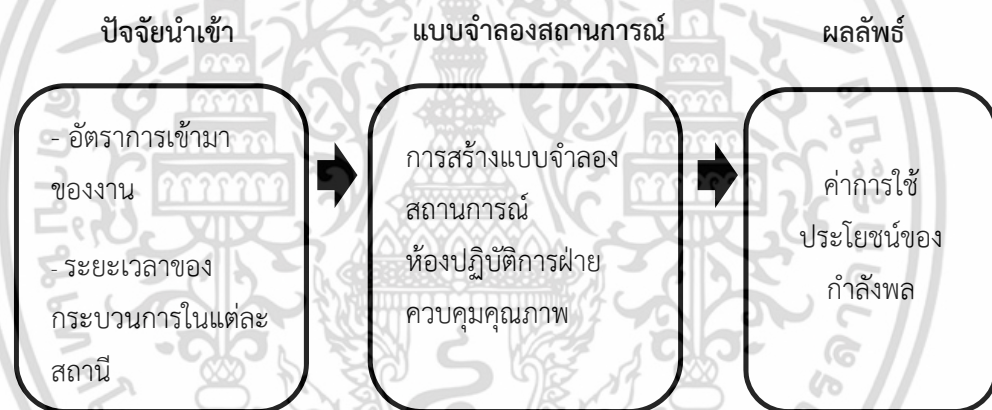 ปัจจัยนำเข้า
แบบจำลองสถานการณ์
ผลลัพธ์
- อัตราการเข้ามา
ของงาน
- ระยะเวลาของ
กระบวนการในแต่ละ
สถานี
การสร้างแบบจำลอง
สถานการณ์
ห้องปฏิบัติการฝ่าย
ควบคุมคุณภาพ
ค่าการใช้
ประโยชน์ของ
กำลังพล